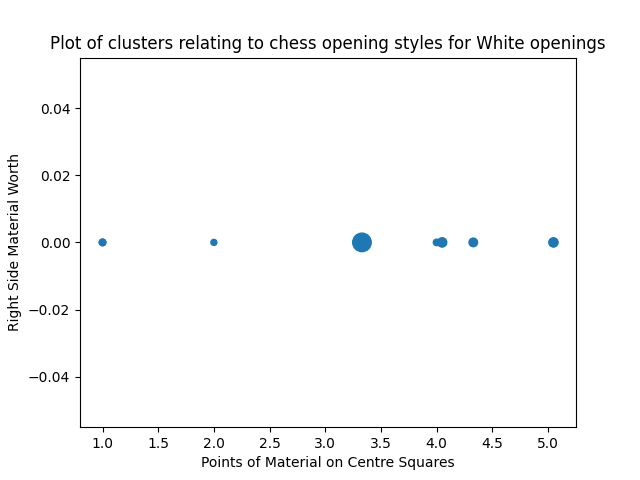 Plot of clusters relating to chess opening styles for White openings
Right Side Material Worth
0.04
0.02
0.00
−0.02
−0.04
1.0 1.5 2.0 2.5 3.0 3.5 4.0 4.5 5.0
Points of Material on Centre Squares